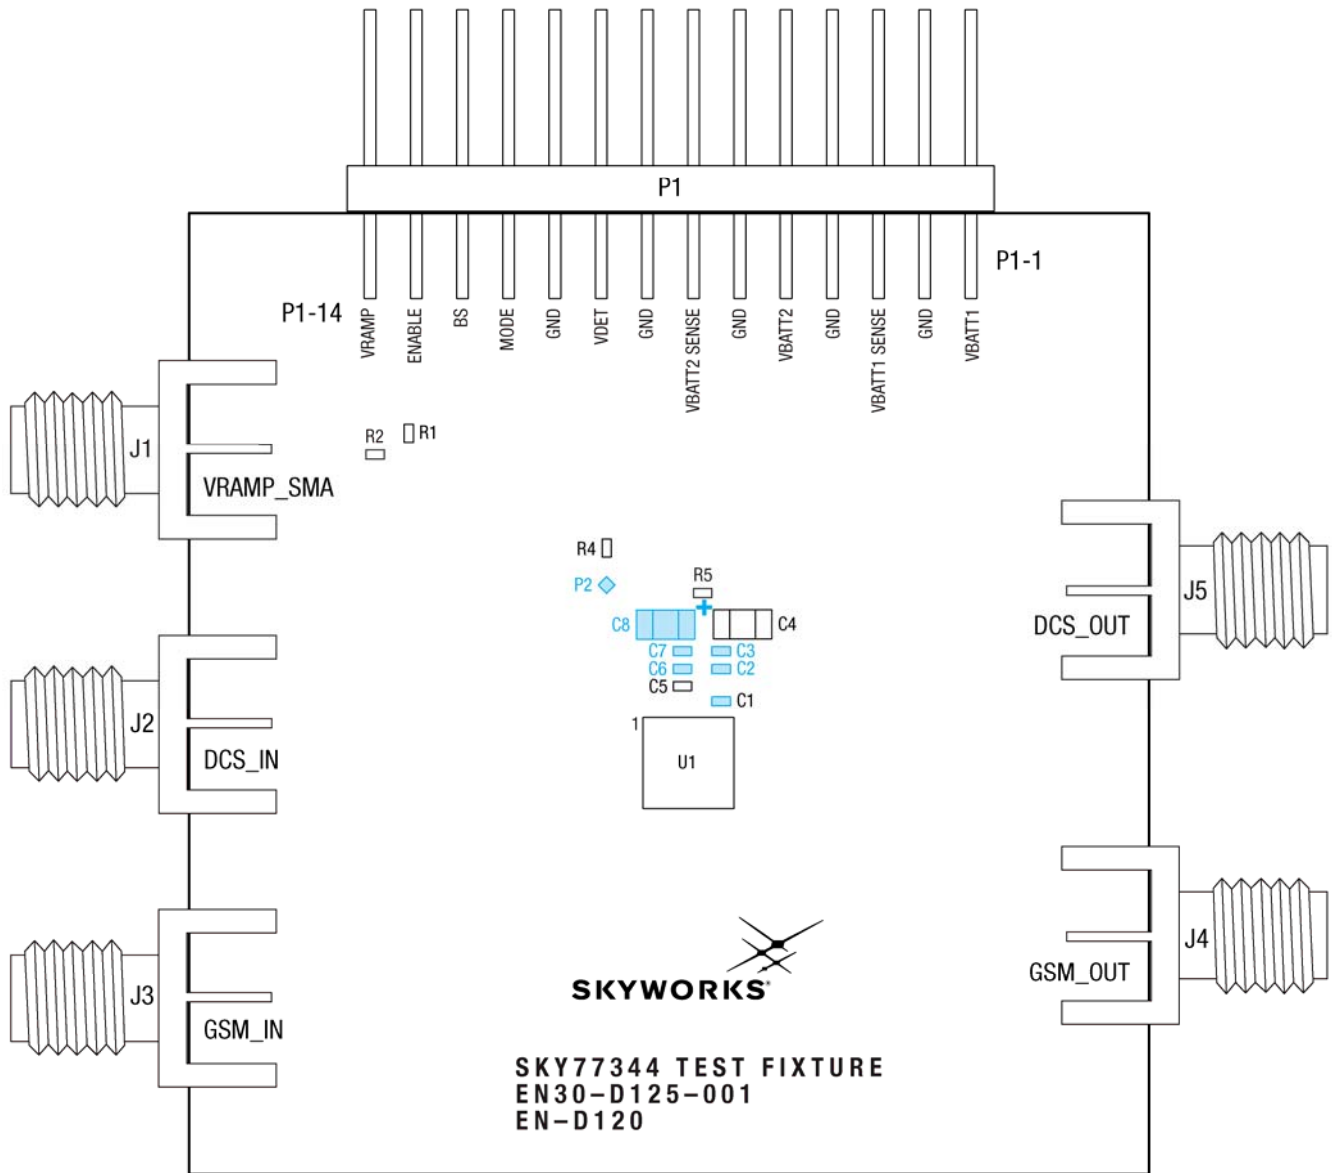 P1
P1-1
P1-14
VRAMP
ENABLE
BS
MODE
GND
VDET
GND
VBATT2 SENSE
GND
VBATT2
GND
VBATT1 SENSE
GND
VBATT1
R2
R1
J1
VRAMP_SMA
R4
P2
R5
+
C8
C4
C7
C3
C6
C2
C5
C1
J5
DCS_OUT
1
U1
J2
DCS_IN
J4
GSM_OUT
J3
GSM_IN
SKYWORKS®
SKY77344 TEST FIXTURE
EN30-D125-001
EN-D120